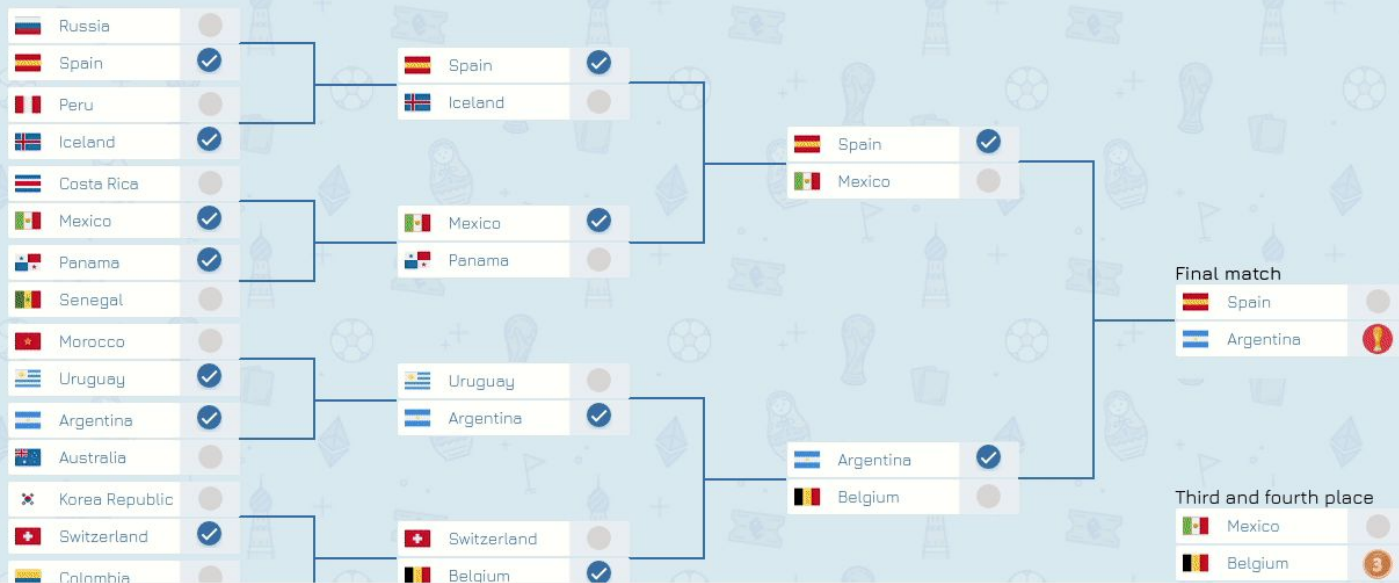 Russia
Spain
Peru
Iceland
Costa Rica
Mexico
Panama
Senegal
Morocco
Uruguay
Argentina
Australia
Korea Republic
Switzerland
Colombia
Spain
Iceland
Mexico
Panama
Uruguay
Argentina
Switzerland
Belgium
Spain
Mexico
Argentina
Belgium
Final match
Spain
Argentina
Third and fourth place
Mexico
Belgium
3